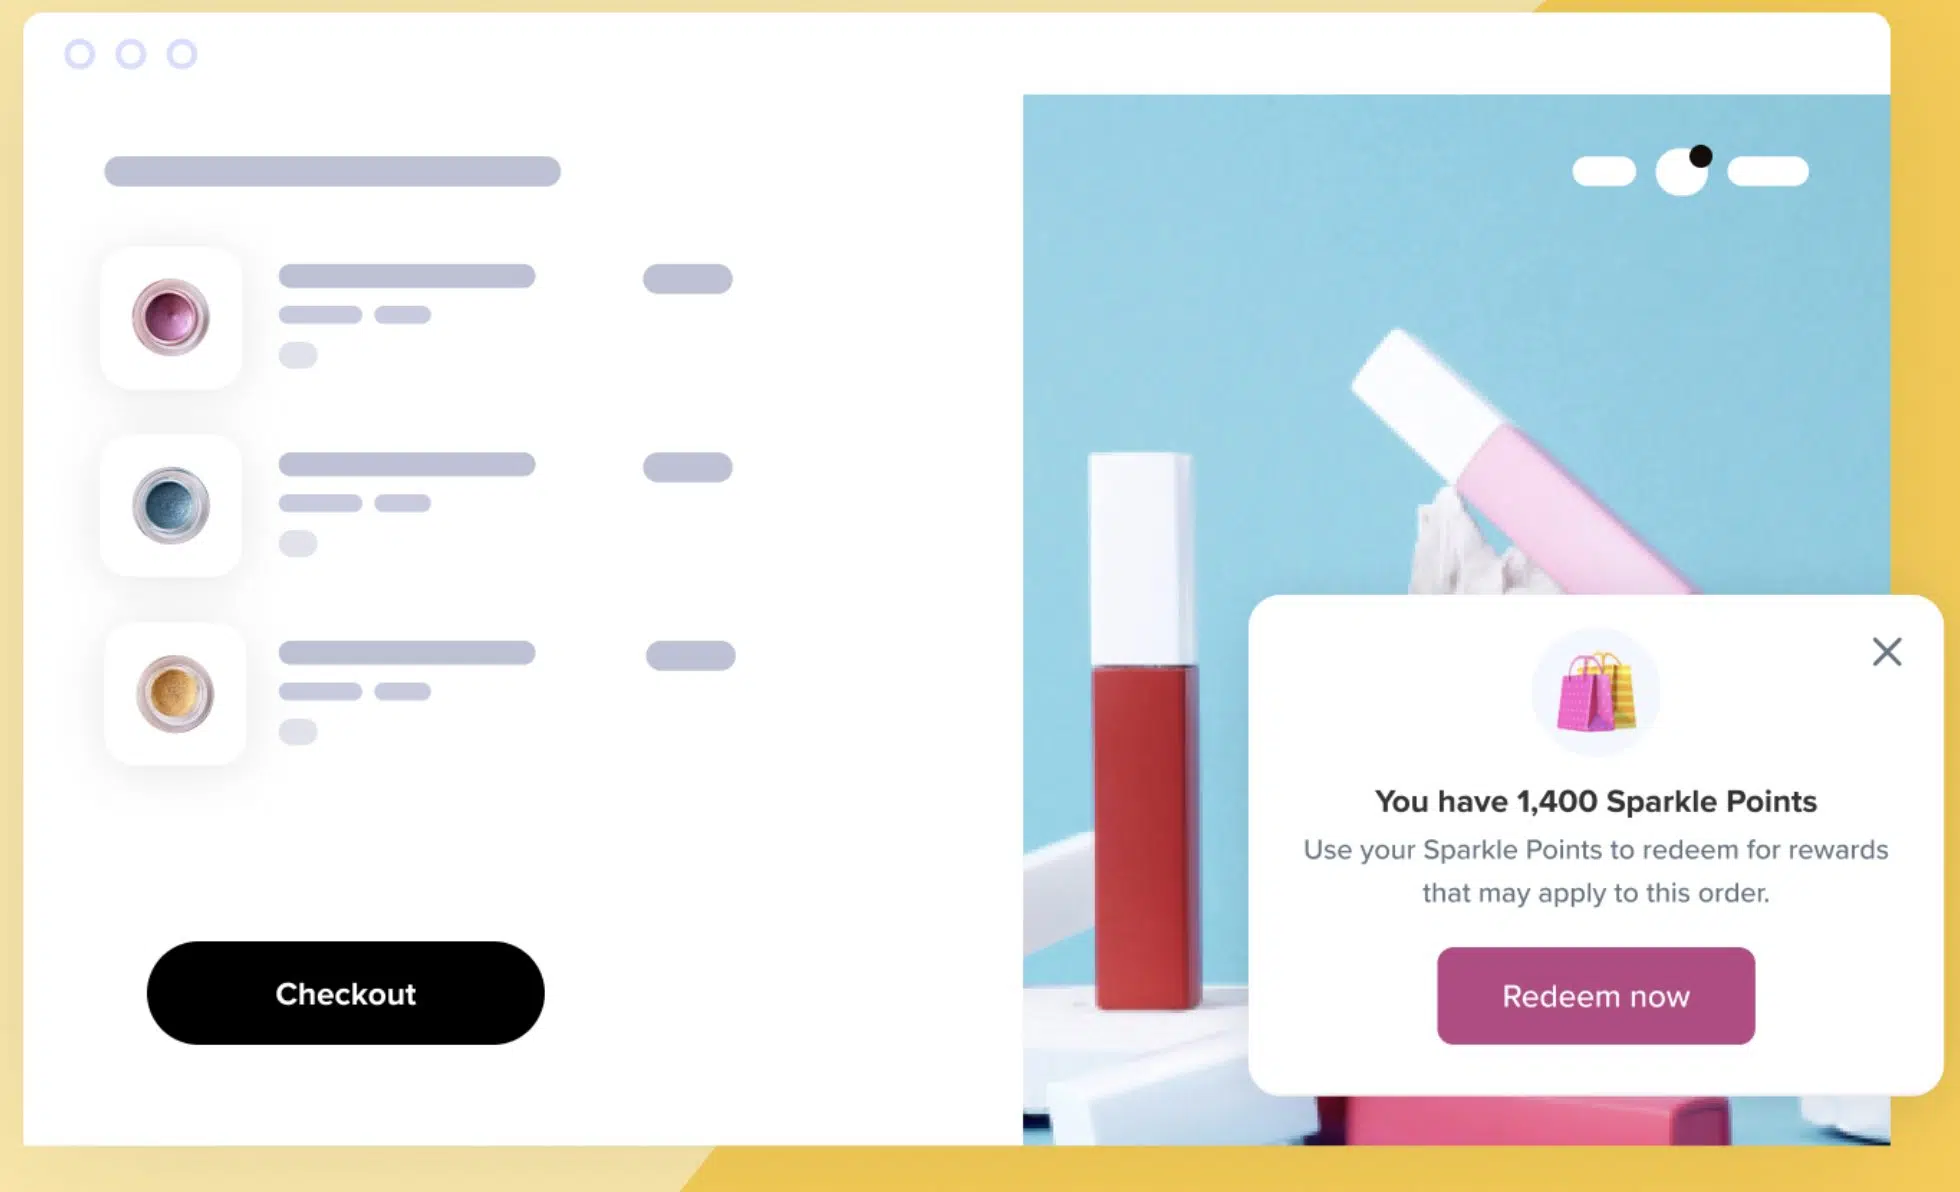 Checkout
You have 1,400 Sparkle Points
Use your Sparkle Points to redeem for rewards
that may apply to this order.
Redeem now